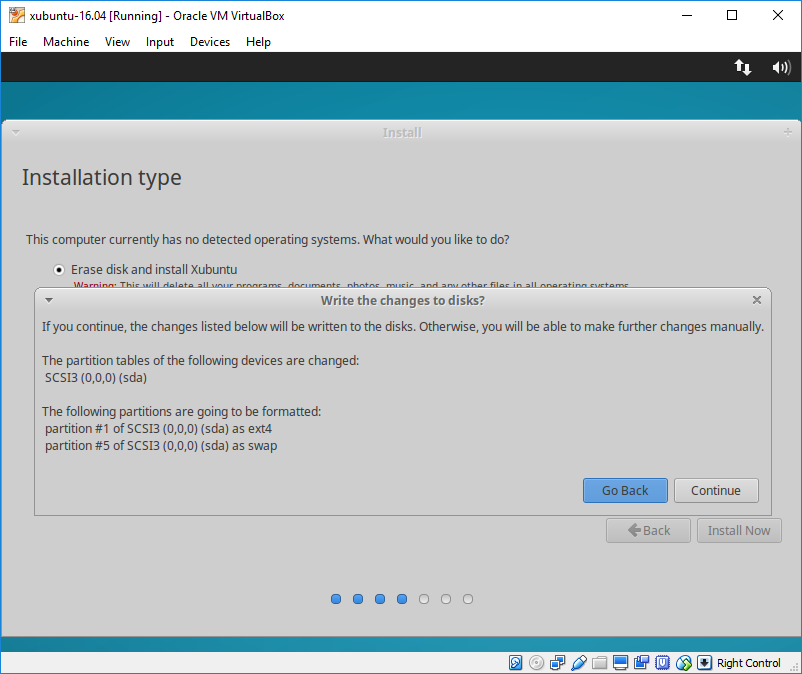 xubuntu-16.04 [Running] - Oracle VM VirtualBox
File Machine View Input Devices Help
Install
Installation type
This computer currently has no detected operating systems. What would you like to do?
Erase disk and install Xubuntu
Warning: This will delete all your programs, documents, photos, music, and any other files in all operating systems.
Write the changes to disks?
If you continue, the changes listed below will be written to the disks. Otherwise, you will be able to make further changes manually.
The partition tables of the following devices are changed:
SCSI3 (0,0,0) (sda)
The following partitions are going to be formatted:
partition #1 of SCSI3 (0,0,0) (sda) as ext4
partition #5 of SCSI3 (0,0,0) (sda) as swap
Go Back Continue
Back Install Now
Right Control